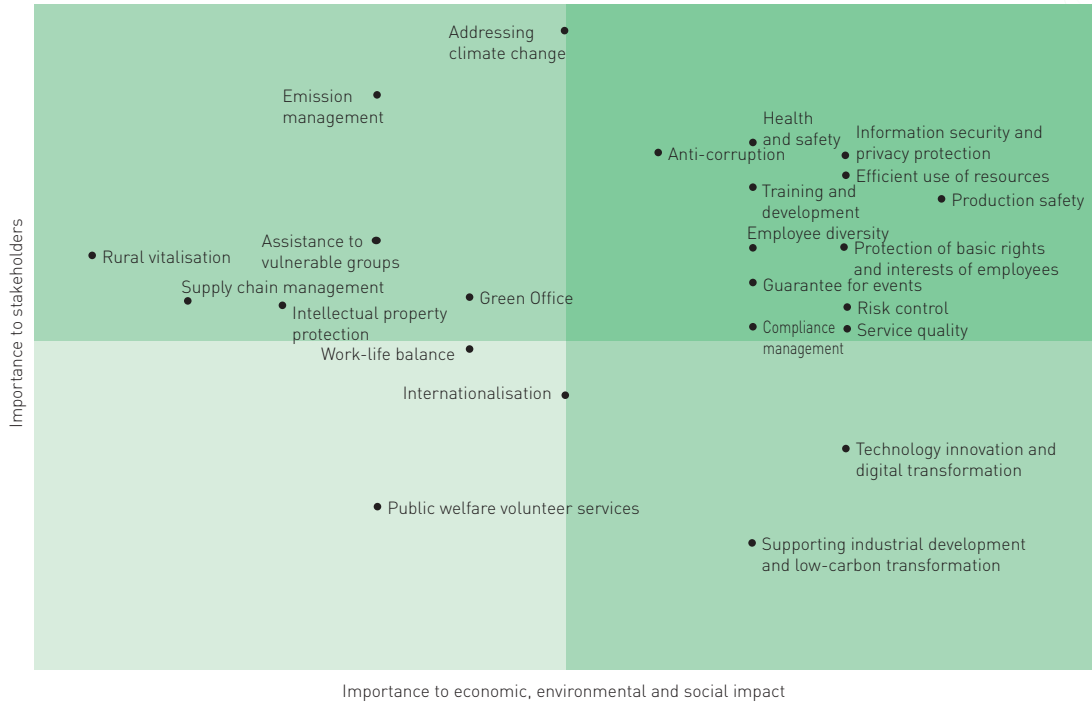 Addressing
climate change
Emission
management
Health
and safety
Information security and
privacy protection
Anti-corruption
Efficient use of resources
Training and
development
Production safety
Employee diversity
Assistance to
vulnerable groups
Rural vitalisation
Protection of basic rights
and interests of employees
Supply chain management
Guarantee for events
Green Office
Intellectual property
protection
Risk control
Compliance
management
Service quality
Work-life balance
Internationalisation
Technology innovation and
digital transformation
Public welfare volunteer services
Supporting industrial development
and low-carbon transformation
Importance to stakeholders
Importance to economic, environmental and social impact